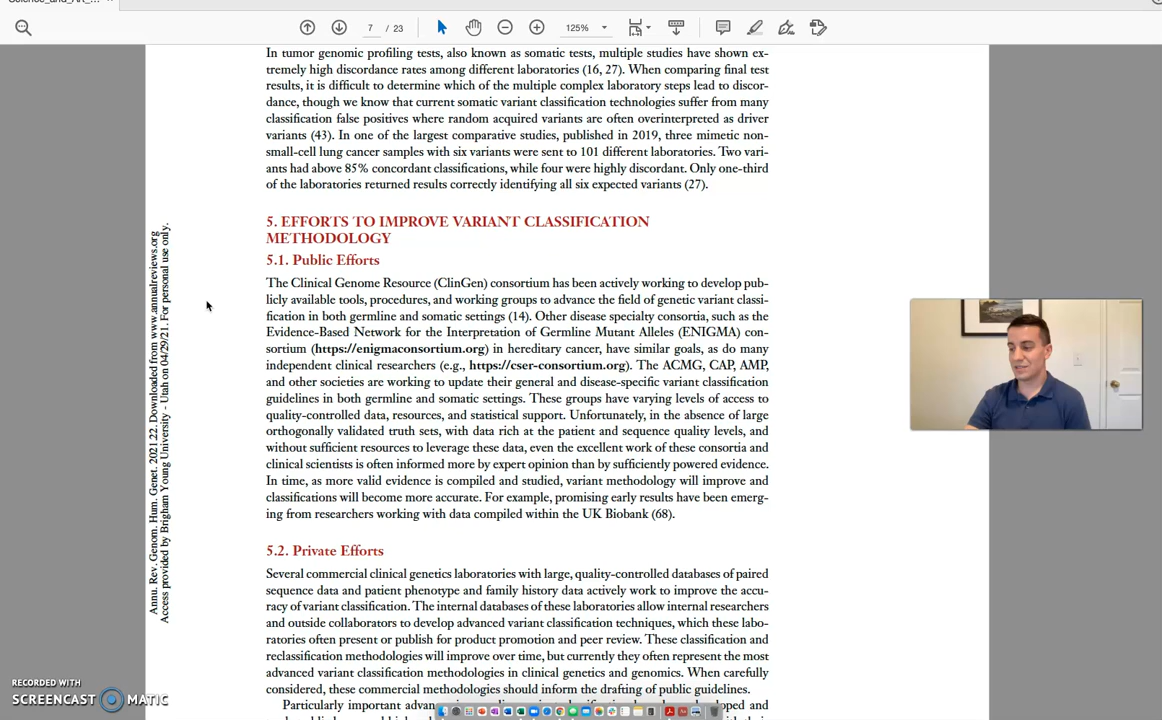 7 / 23
125%
In tumor genomic profiling tests, also known as somatic tests, multiple studies have shown ex-
tremely high discordance rates among different laboratories (16, 27). When comparing final test
results, it is difficult to determine which of the multiple complex laboratory steps lead to discor-
dance, though we know that current somatic variant classification technologies suffer from many
classification false positives where random acquired variants are often overinterpreted as driver
variants (43). In one of the largest comparative studies, published in 2019, three mimetic non-
small-cell lung cancer samples with six variants were sent to 101 different laboratories. Two vari-
ants had above 85% concordant classifications, while four were highly discordant. Only one-third
of the laboratories returned results correctly identifying all six expected variants (27).
5. EFFORTS TO IMPROVE VARIANT CLASSIFICATION
METHODOLOGY
5.1. Public Efforts
The Clinical Genome Resource (ClinGen) consortium has been actively working to develop pub-
licly available tools, procedures, and working groups to advance the field of genetic variant classi-
fication in both germline and somatic settings (14). Other disease specialty consortia, such as the
Evidence-Based Network for the Interpretation of Germline Mutant Alleles (ENIGMA) con-
sortium (https://enigmaconsortium.org) in hereditary cancer, have similar goals, as do many
independent clinical researchers (e.g., https://cser-consortium.org). The ACMG, CAP, AMP,
and other societies are working to update their general and disease-specific variant classification
guidelines in both germline and somatic settings. These groups have varying levels of access to
quality-controlled data, resources, and statistical support. Unfortunately, in the absence of large
orthogonally validated truth sets, with data rich at the patient and sequence quality levels, and
without sufficient resources to leverage these data, even the excellent work of these consortia and
clinical scientists is often informed more by expert opinion than by sufficiently powered evidence.
In time, as more valid evidence is compiled and studied, variant methodology will improve and
classifications will become more accurate. For example, promising early results have been emerg-
ing from researchers working with data compiled within the UK Biobank (68).
5.2. Private Efforts
Several commercial clinical genetics laboratories with large, quality-controlled databases of paired
sequence data and patient phenotype and family history data actively work to improve the accu-
racy of variant classification. The internal databases of these laboratories allow internal researchers
and outside collaborators to develop advanced variant classification techniques, which these labo-
ratories often present or publish for product promotion and peer review. These classification and
reclassification methodologies will improve over time, but currently they often represent the most
advanced variant classification methodologies in clinical genetics and genomics. When carefully
considered, these commercial methodologies should inform the drafting of public guidelines.
Particularly important advan
Annu. Rev. Genom. Hum. Genet. 2021.22. Downloaded from www.annualreviews.org
Access provided by Brigham Young University - Utah on 04/29/21. For personal use only.
RECORDED WITH
SCREENCAST MATIC